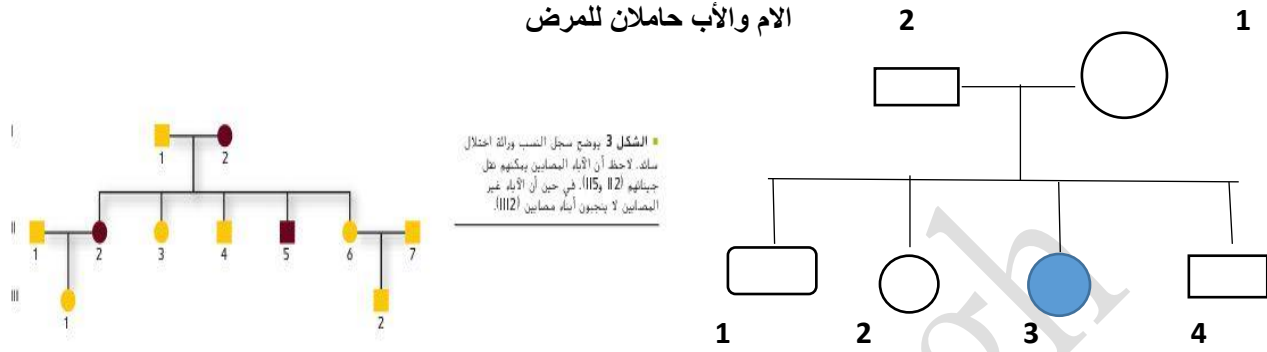 الام والأب حاملان للمرض
2
1
I
1
2
■ الشكل 3 يوضح سجل النسب وراثة اختلال
سائد. لاحظ أن الآباء المصابين يمكنهم نقل
جيناتهم (II2 وII5). في حين أن الآباء غير
المصابين لا ينجبون أبناء مصابين (III2).
II
1
2
3
4
5
6
7
III
1
2
1
2
3
4